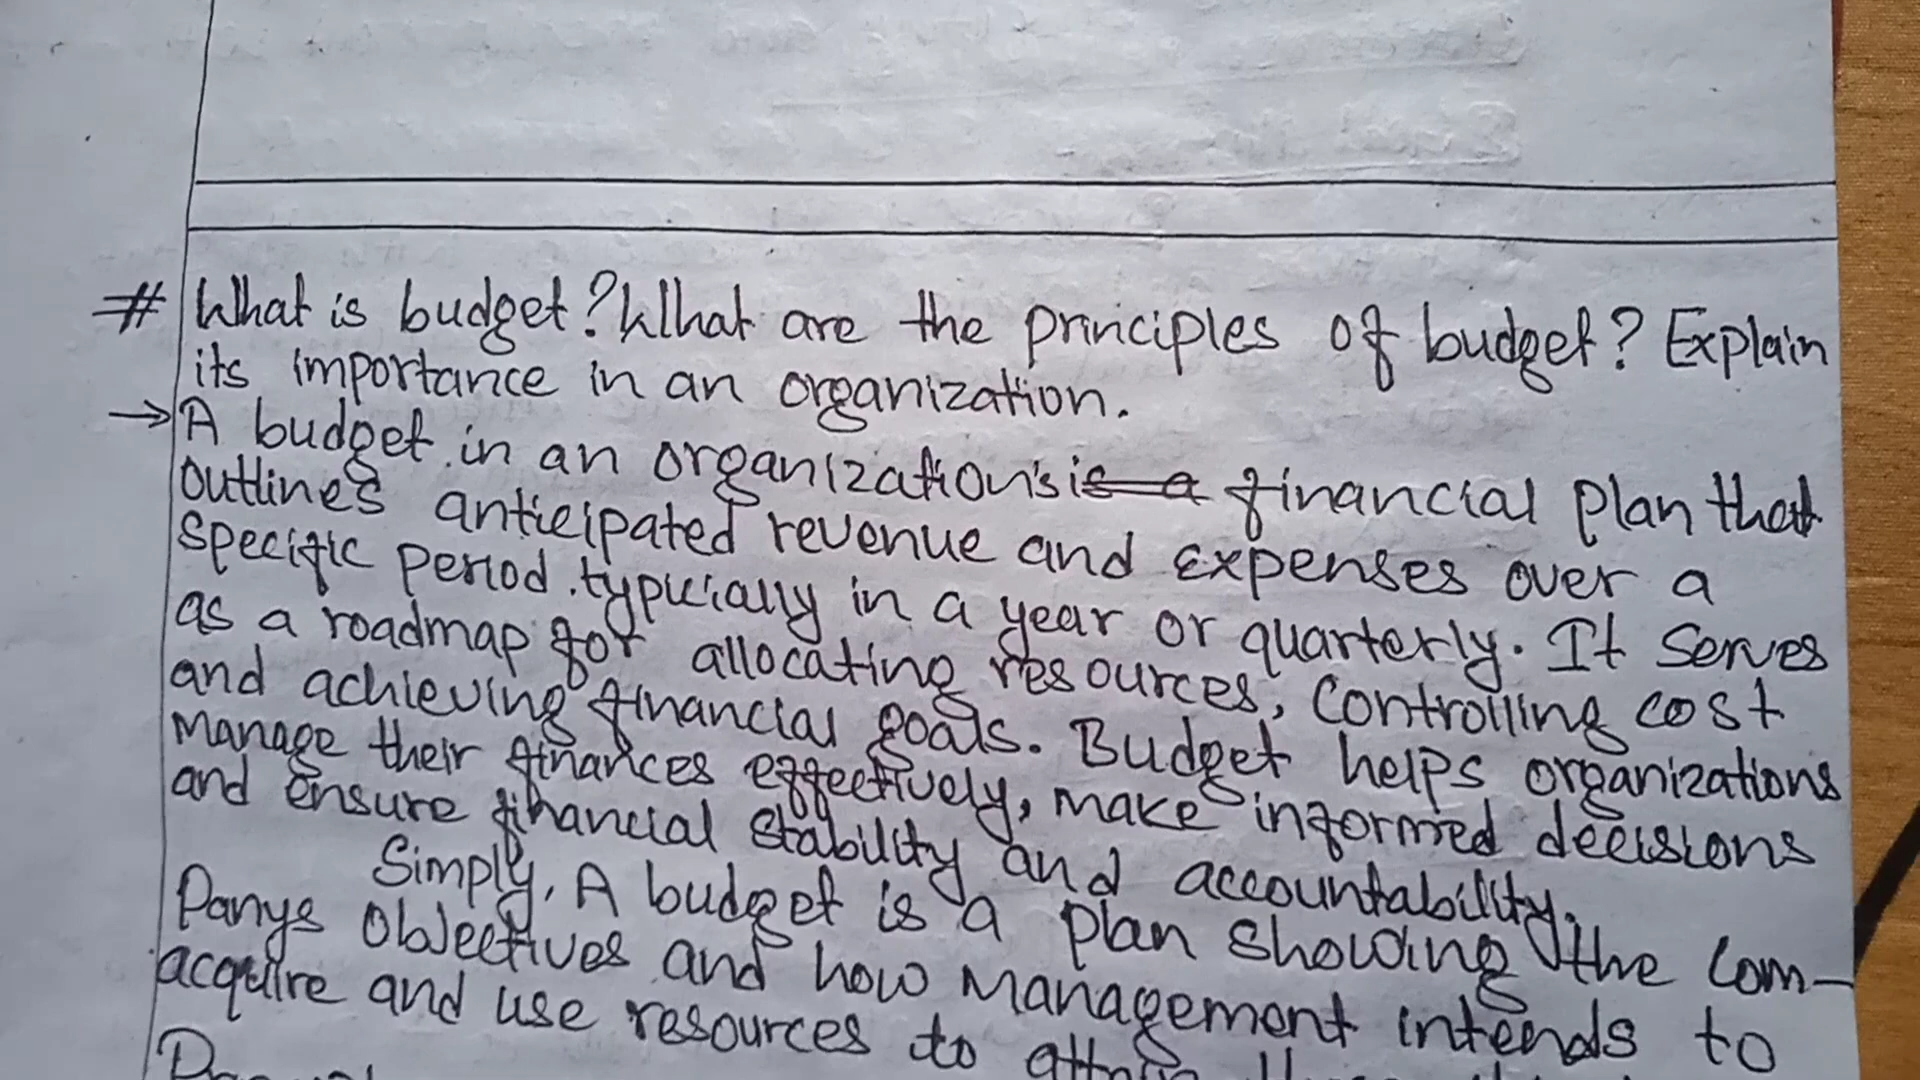 # What is budget? What are the principles of budget? Explain
its importance in an organization.
→ A budget in an organization's is a financial plan that
outlines anticipated revenue and expenses over a
specific period. typically in a year or quarterly. It serves
as a roadmap for allocating resources, controlling cost
and achieving financial goals. Budget helps organizations
manage their finances effectively, make informed decisions
and ensure financial stability and accountability.
Simply, A budget is a plan showing the com-
panys objectives and how management intends to
acquire and use resources to